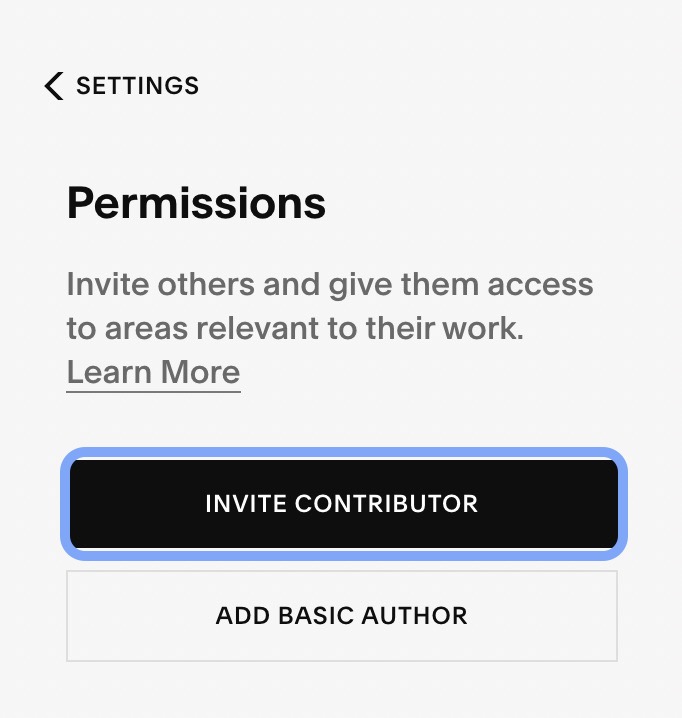 SETTINGS
Permissions
Invite others and give them access
to areas relevant to their work.
Learn More
INVITE CONTRIBUTOR
ADD BASIC AUTHOR